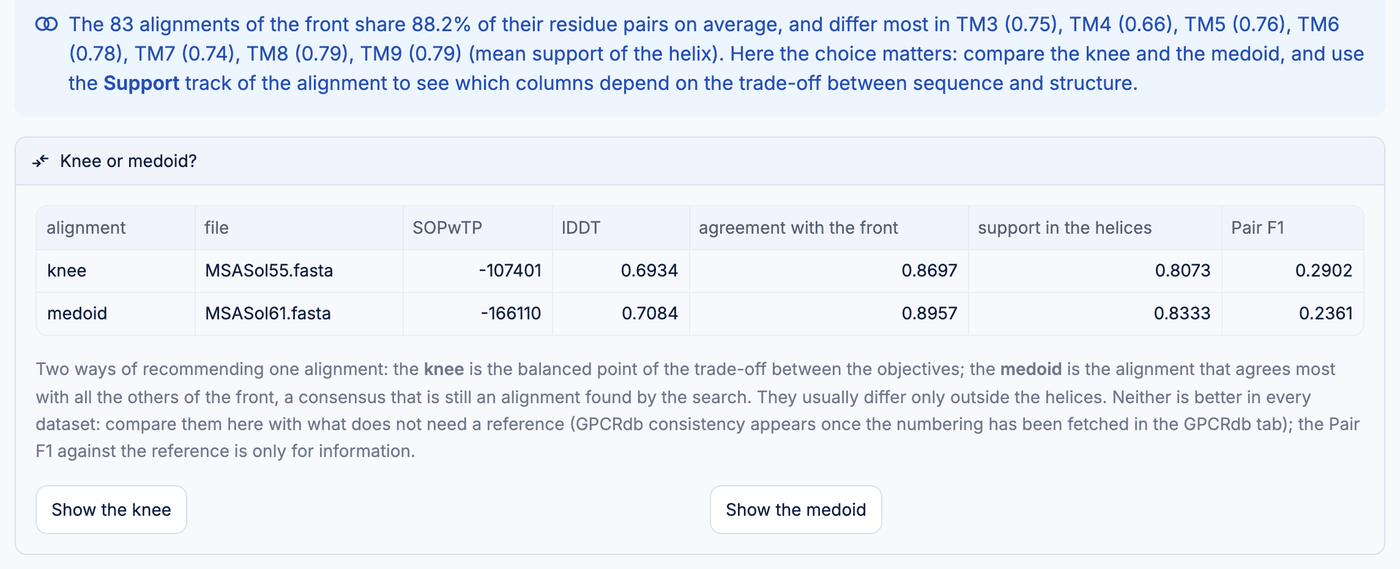 The 83 alignments of the front share 88.2% of their residue pairs on average, and differ most in TM3 (0.75), TM4 (0.66), TM5 (0.76), TM6
(0.78), TM7 (0.74), TM8 (0.79), TM9 (0.79) (mean support of the helix). Here the choice matters: compare the knee and the medoid, and use
the Support track of the alignment to see which columns depend on the trade-off between sequence and structure.
Knee or medoid?
alignment file SOPwTP lDDT agreement with the front support in the helices Pair F1
knee MSASol55.fasta -107401 0.6934 0.8697 0.8073 0.2902
medoid MSASol61.fasta -166110 0.7084 0.8957 0.8333 0.2361
Two ways of recommending one alignment: the knee is the balanced point of the trade-off between the objectives; the medoid is the alignment that agrees most
with all the others of the front, a consensus that is still an alignment found by the search. They usually differ only outside the helices. Neither is better in every
dataset: compare them here with what does not need a reference (GPCRdb consistency appears once the numbering has been fetched in the GPCRdb tab); the Pair
F1 against the reference is only for information.
Show the knee Show the medoid